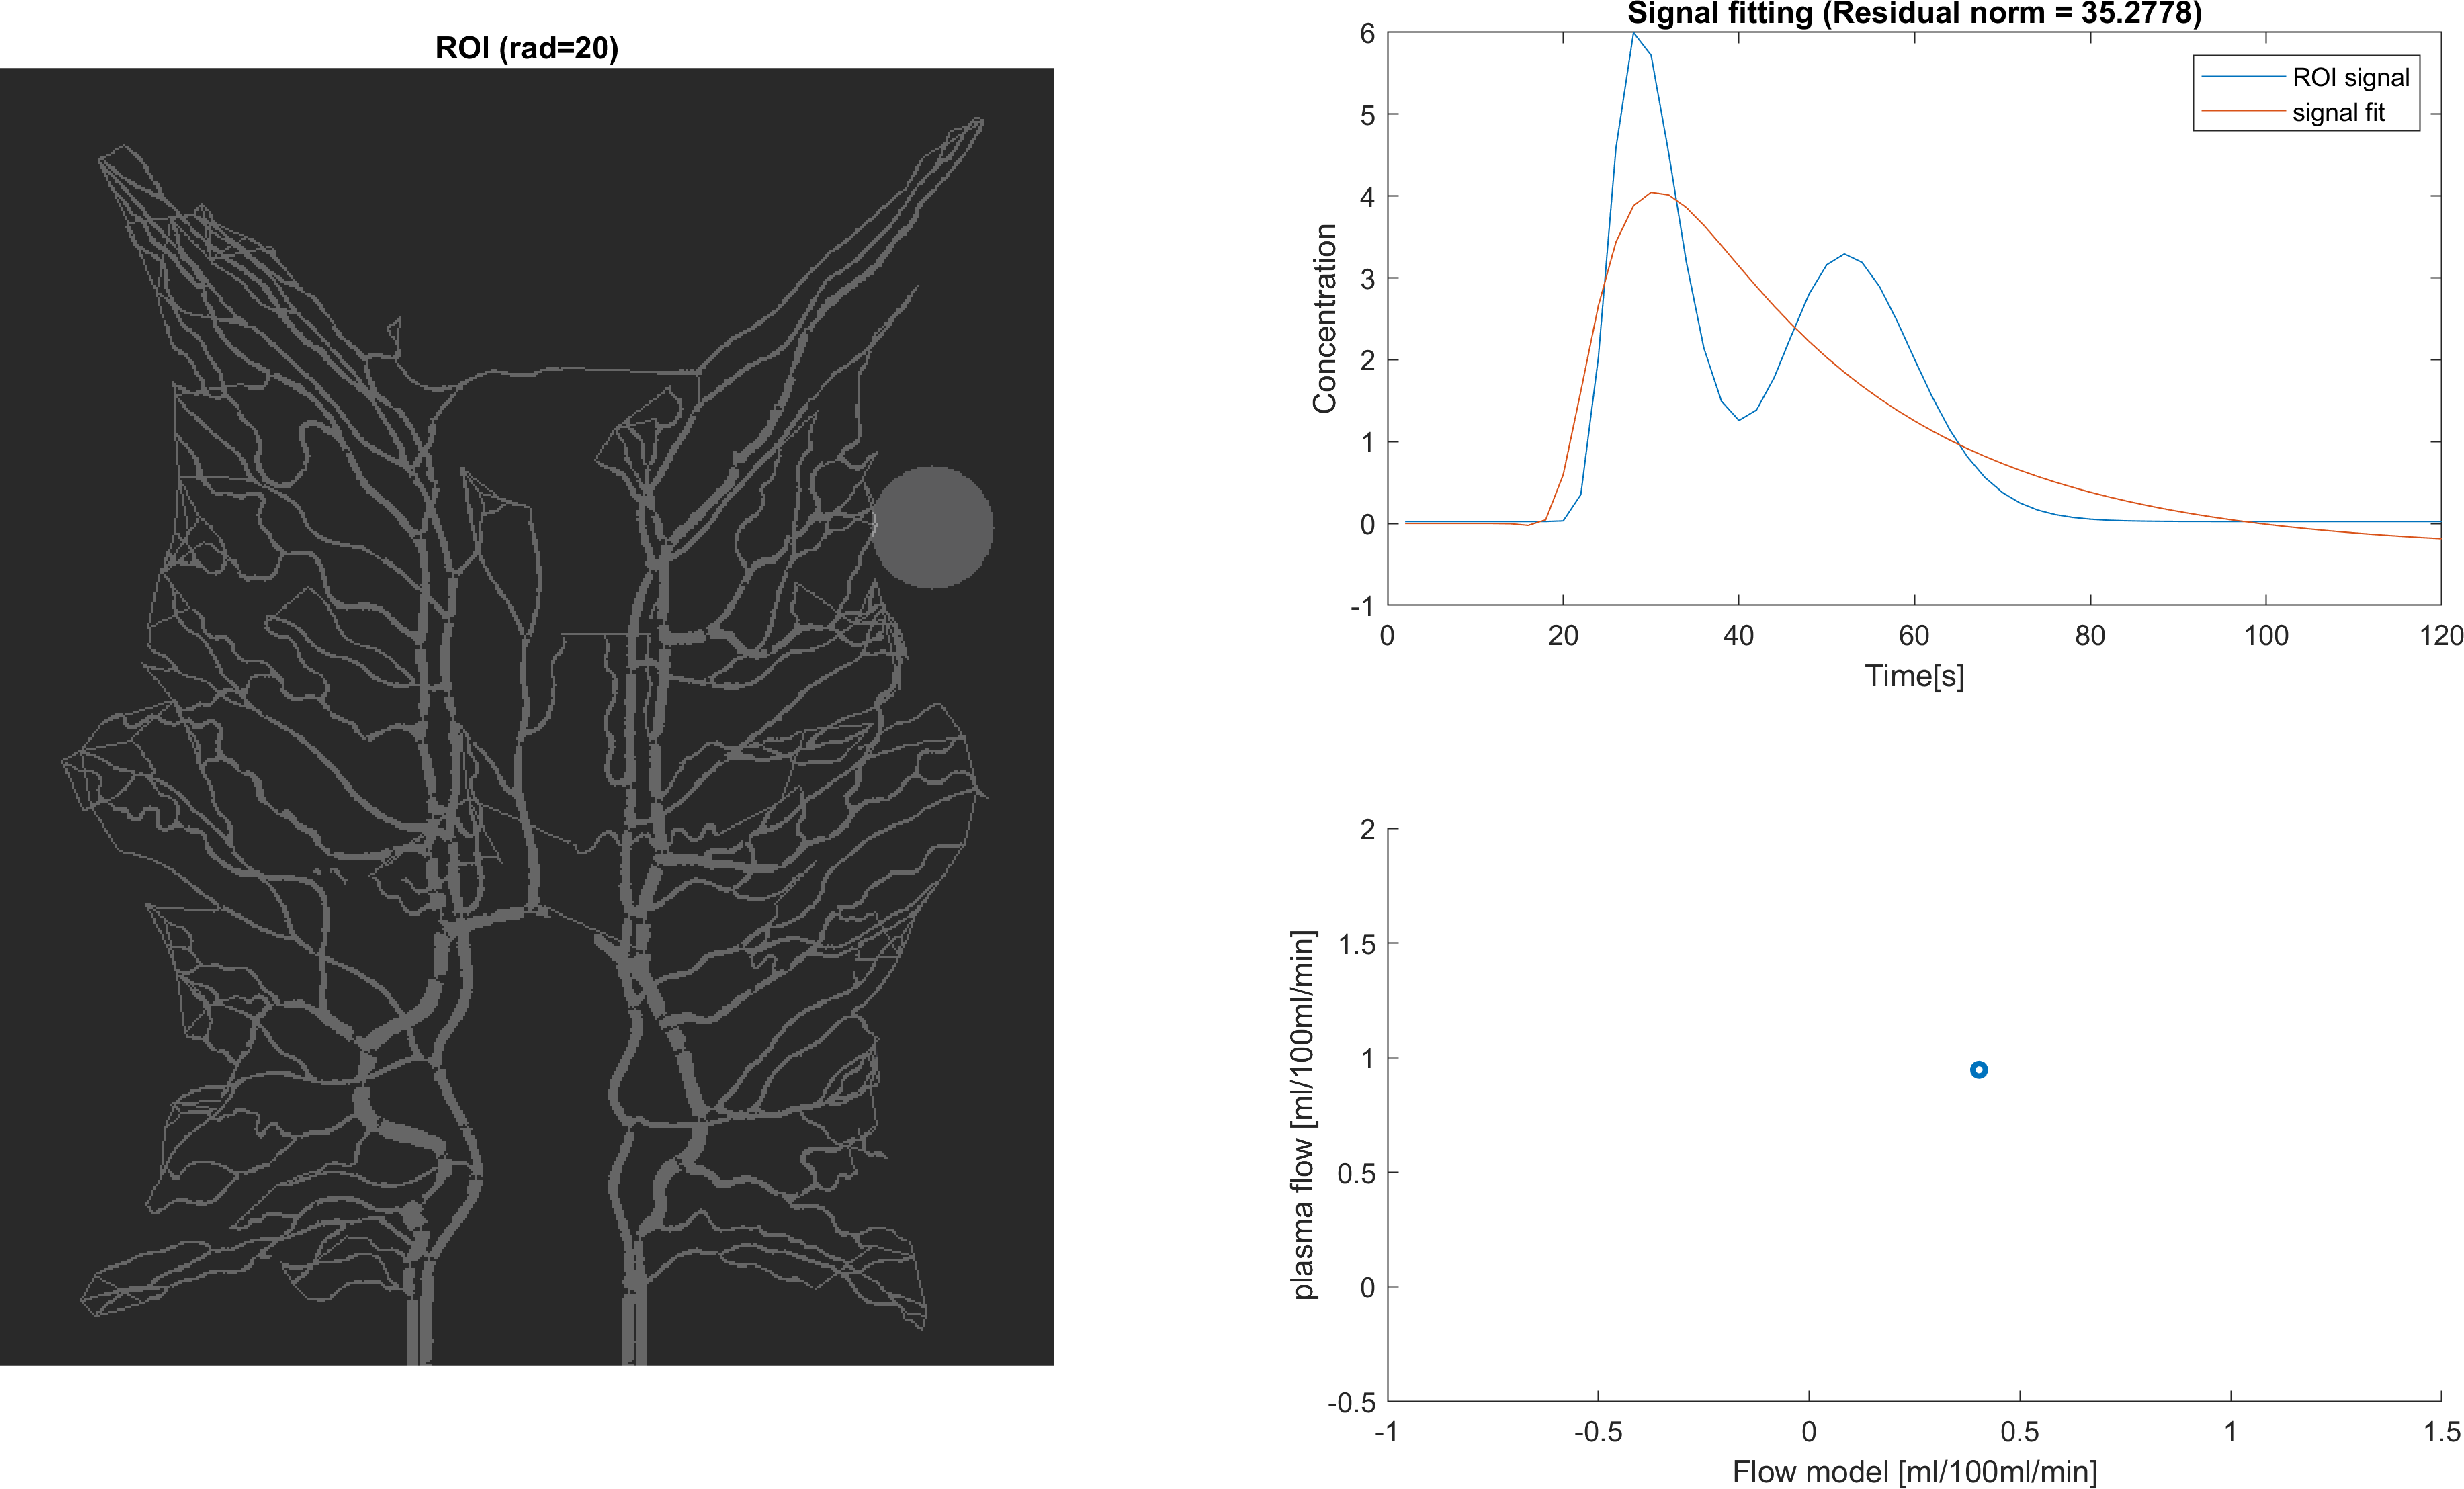 ROI (rad=20)
Signal fitting (Residual norm = 35.2778)
6
5
4
3
2
1
0
-1
Concentration
ROI signal
signal fit
0 20 40 60 80 100 120
Time[s]
2
1.5
1
0.5
0
-0.5
plasma flow [ml/100ml/min]
-1 -0.5 0 0.5 1 1.5
Flow model [ml/100ml/min]